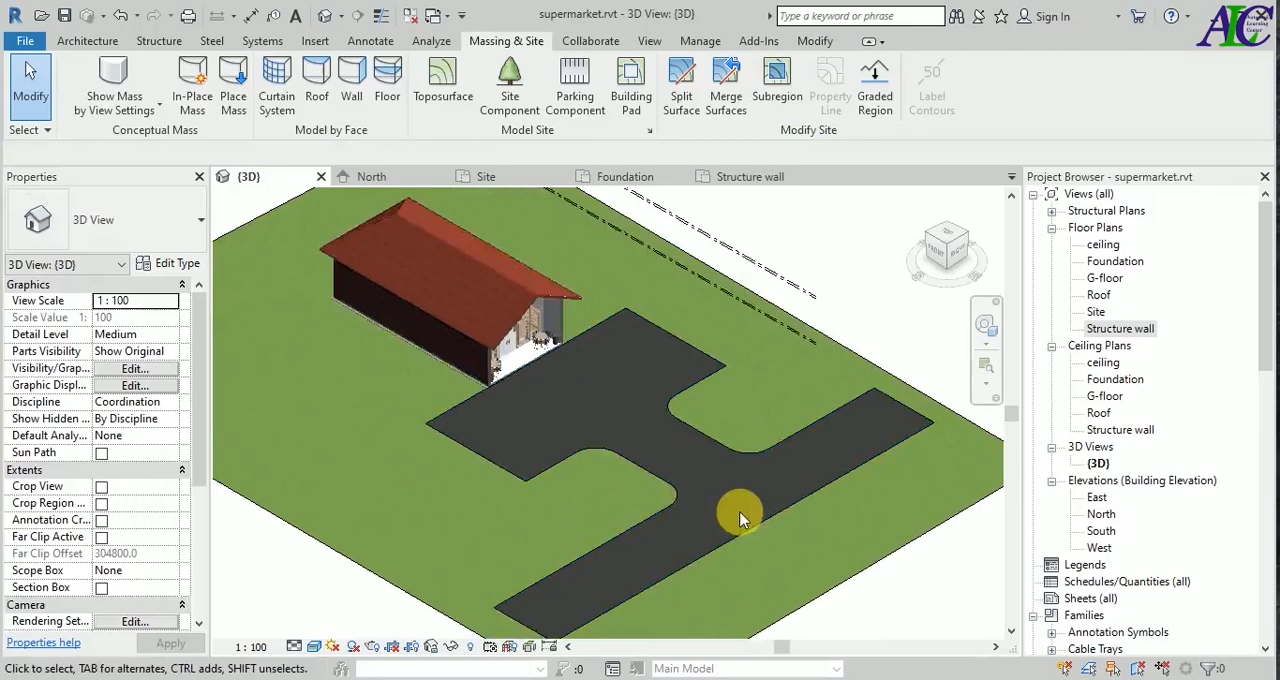 supermarket.rvt - 3D View: {3D}
Type a keyword or phrase
Sign In
ALC
File Architecture Structure Steel Systems Insert Annotate Analyze Massing & Site Collaborate View Manage Add-Ins Modify
Modify
Show Mass by View Settings
In-Place Mass
Place Mass
Curtain System
Roof
Wall
Floor
Toposurface
Site Component
Parking Component
Building Pad
Split Surface
Merge Surfaces
Subregion
Property Line
Graded Region
50
Label Contours
Select
Conceptual Mass
Model by Face
Model Site
Modify Site
Properties
{3D}
North
Site
Foundation
Structure wall
Project Browser - supermarket.rvt
3D View
3D View: {3D}
Edit Type
Graphics
View Scale 1 : 100
Scale Value 1: 100
Detail Level Medium
Parts Visibility Show Original
Visibility/Grap... Edit...
Graphic Displ... Edit...
Discipline Coordination
Show Hidden ... By Discipline
Default Analy... None
Sun Path
Extents
Crop View
Crop Region ...
Annotation Cr...
Far Clip Active
Far Clip Offset 304800.0
Scope Box None
Section Box
Camera
Rendering Set... Edit...
Properties help
Apply
FRONT
Views (all)
Structural Plans
Floor Plans
ceiling
Foundation
G-floor
Roof
Site
Structure wall
Ceiling Plans
ceiling
Foundation
G-floor
Roof
Structure wall
3D Views
{3D}
Elevations (Building Elevation)
East
North
South
West
Legends
Schedules/Quantities (all)
Sheets (all)
Families
Annotation Symbols
Cable Trays
1 : 100
Click to select, TAB for alternates, CTRL adds, SHIFT unselects.
:0
Main Model
:0